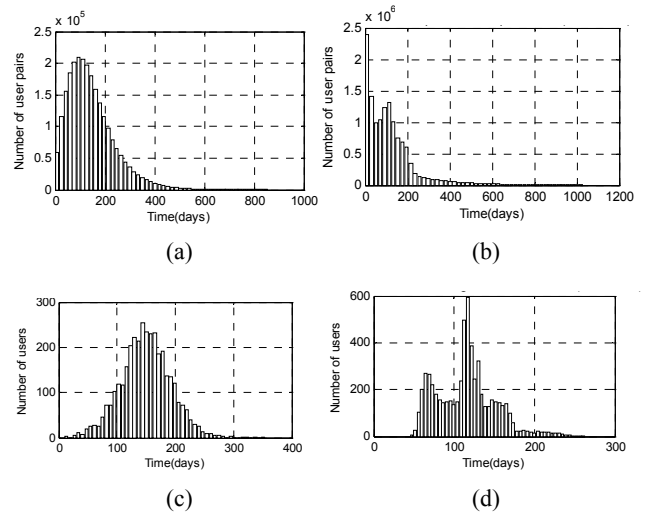 x 10^5
2.5
2
1.5
1
0.5
0
0 200 400 600 800 1000
Number of user pairs
Time(days)
(a)
x 10^6
2.5
2
1.5
1
0.5
0
0 200 400 600 800 1000 1200
Number of user pairs
Time(days)
(b)
300
200
100
0
0 100 200 300 400
Number of users
Time(days)
(c)
600
400
200
0
0 100 200 300
Number of users
Time(days)
(d)